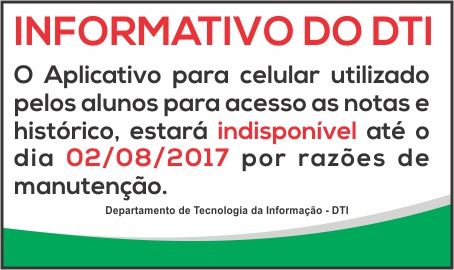 INFORMATIVO DO DTI
O Aplicativo para celular utilizado
pelos alunos para acesso as notas e
histórico, estará indisponível até o
dia 02/08/2017 por razões de
manutenção.
Departamento de Tecnologia da Informação - DTI